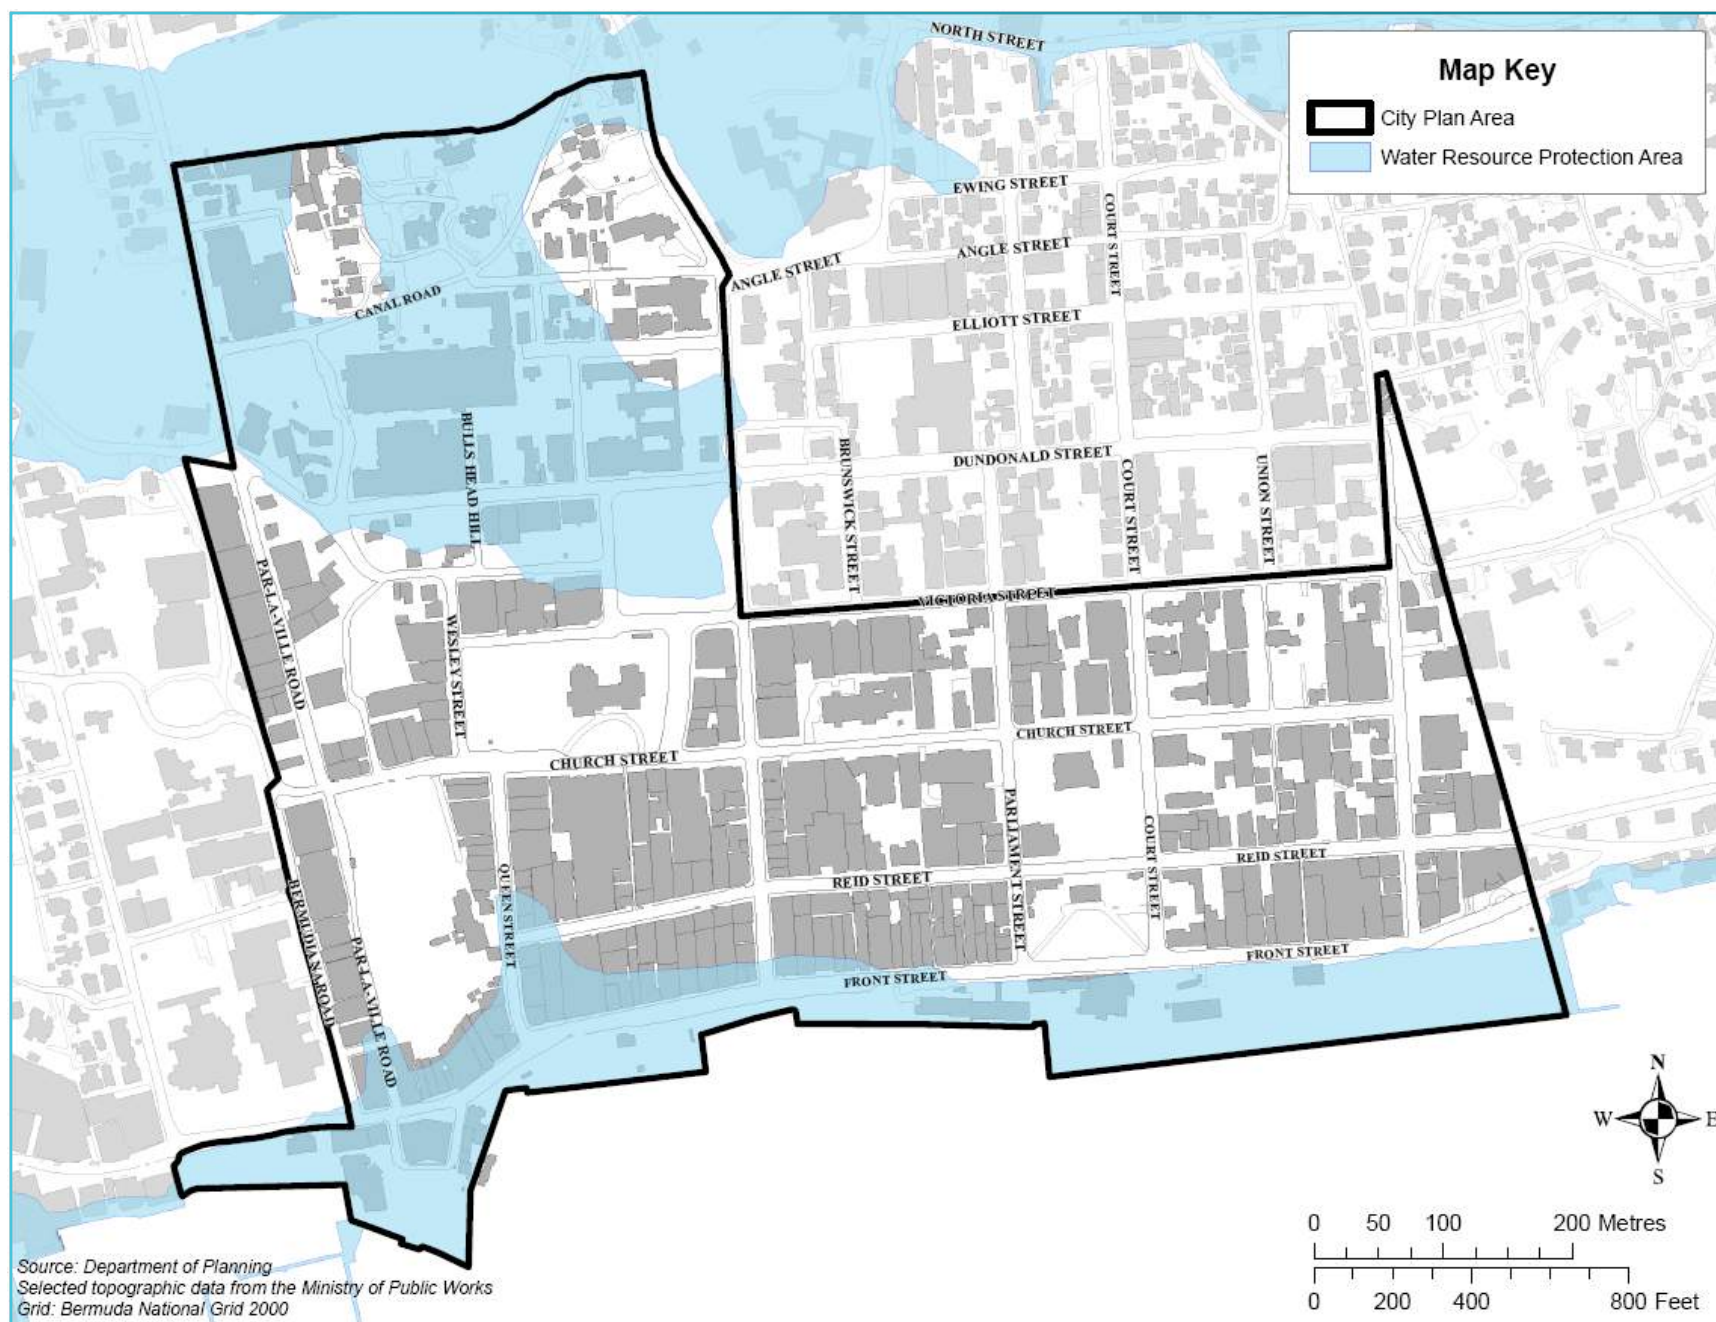 NORTH STREET
Map Key
City Plan Area
Water Resource Protection Area
EWING STREET
COURT STREET
ANGLE STREET
ANGLE STREET
CANAL ROAD
ELLIOTT STREET
BULLS HEAD HILL
BRUNSWICK STREET
DUNDONALD STREET
COURT STREET
UNION STREET
PAR-LA-VILLE ROAD
VICTORIA STREET
WESLEY STREET
CHURCH STREET
CHURCH STREET
PARLIAMENT STREET
COURT STREET
QUEEN STREET
REID STREET
REID STREET
BERMUDIANA ROAD
PAR-LA-VILLE ROAD
FRONT STREET
FRONT STREET
N
W
E
S
0 50 100 200 Metres
0 200 400 800 Feet
Source: Department of Planning
Selected topographic data from the Ministry of Public Works
Grid: Bermuda National Grid 2000